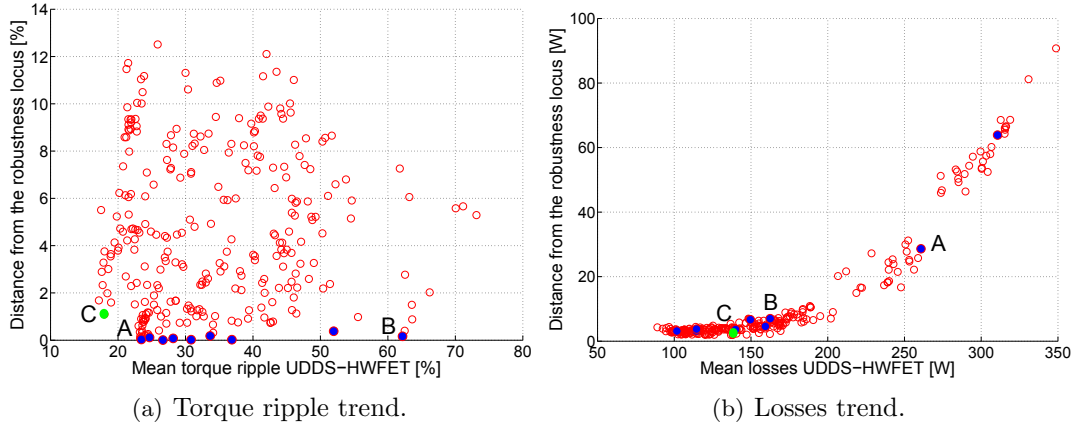 Distance from the robustness locus [%]
14
12
10
8
6
4
2
0
10 20 30 40 50 60 70 80
Mean torque ripple UDDS−HWFET [%]
C
A
B
(a) Torque ripple trend.
Distance from the robustness locus [W]
100
80
60
40
20
0
50 100 150 200 250 300 350
Mean losses UDDS−HWFET [W]
A
B
C
(b) Losses trend.